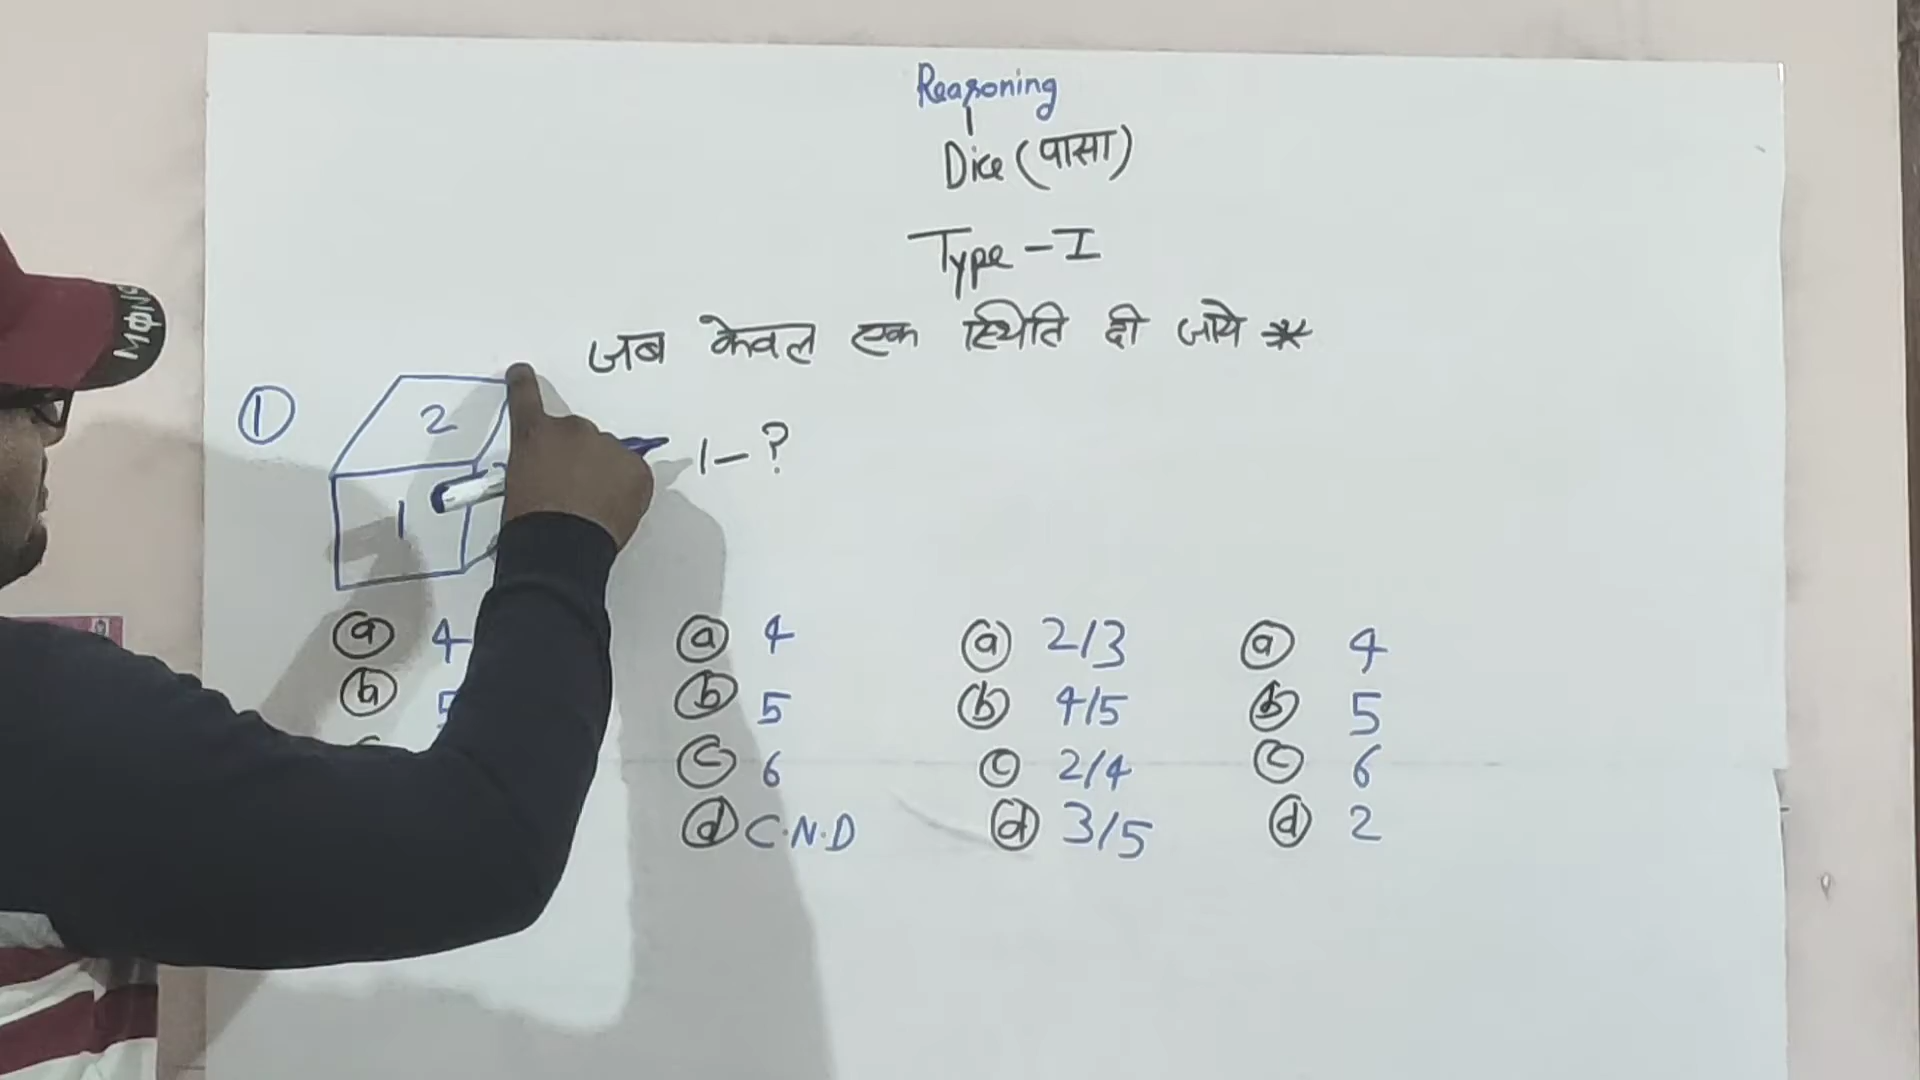 Reasoning
Dice (पासा)
Type - I
जब केवल एक स्थिति दी जाये *
① 2 1 1 - ?
ⓐ 4 ⓐ 4 ⓐ 2/3 ⓐ 4
ⓑ 5 ⓑ 5 ⓑ 4/5 ⓑ 5
ⓒ 6 ⓒ 2/4 ⓒ 6
ⓓ C.N.D ⓓ 3/5 ⓓ 2